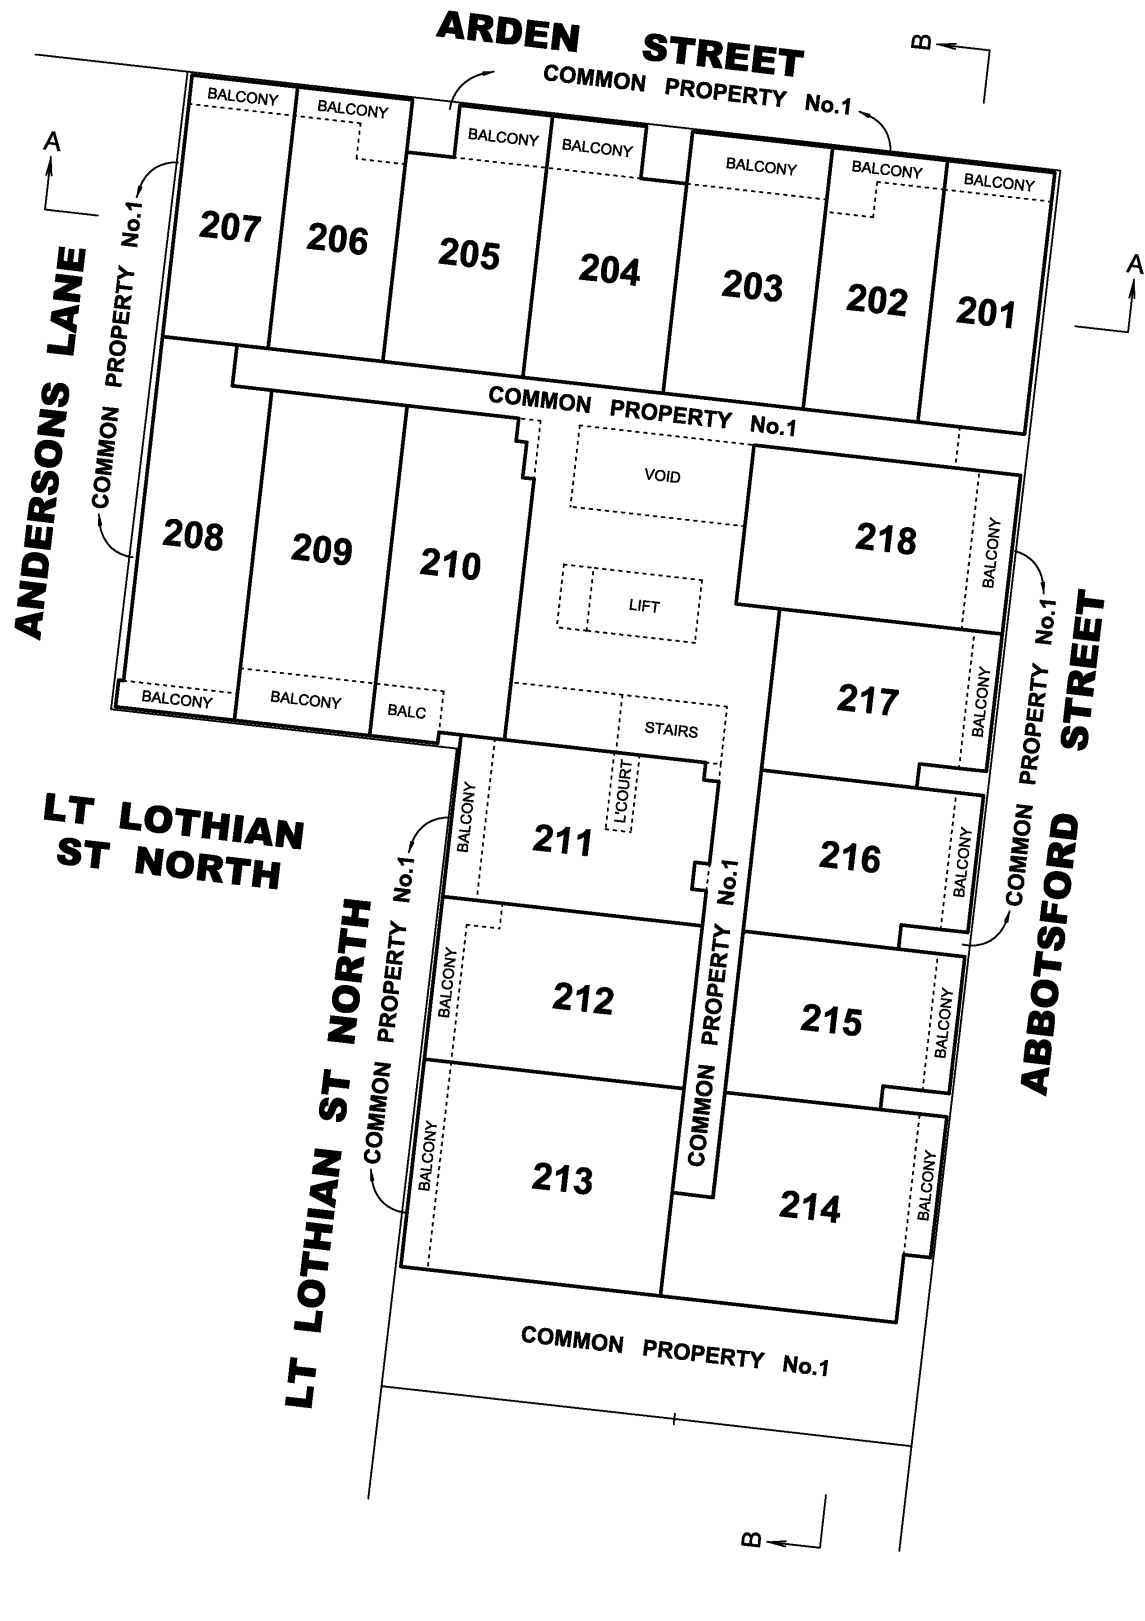 ARDEN STREET
B
COMMON PROPERTY No.1
A
BALCONY
BALCONY
BALCONY
BALCONY
BALCONY
BALCONY
BALCONY
207
206
205
204
203
202
201
A
ANDERSONS LANE
COMMON PROPERTY No.1
COMMON PROPERTY No.1
VOID
208
209
210
218
BALCONY
LIFT
COMMON PROPERTY No.1
ABBOTSFORD STREET
217
BALCONY
BALCONY
BALCONY
BALC
STAIRS
L'COURT
LT LOTHIAN
ST NORTH
BALCONY
211
216
BALCONY
COMMON PROPERTY No.1
LT LOTHIAN ST NORTH
COMMON PROPERTY No.1
BALCONY
212
215
BALCONY
BALCONY
213
214
BALCONY
COMMON PROPERTY No.1
B